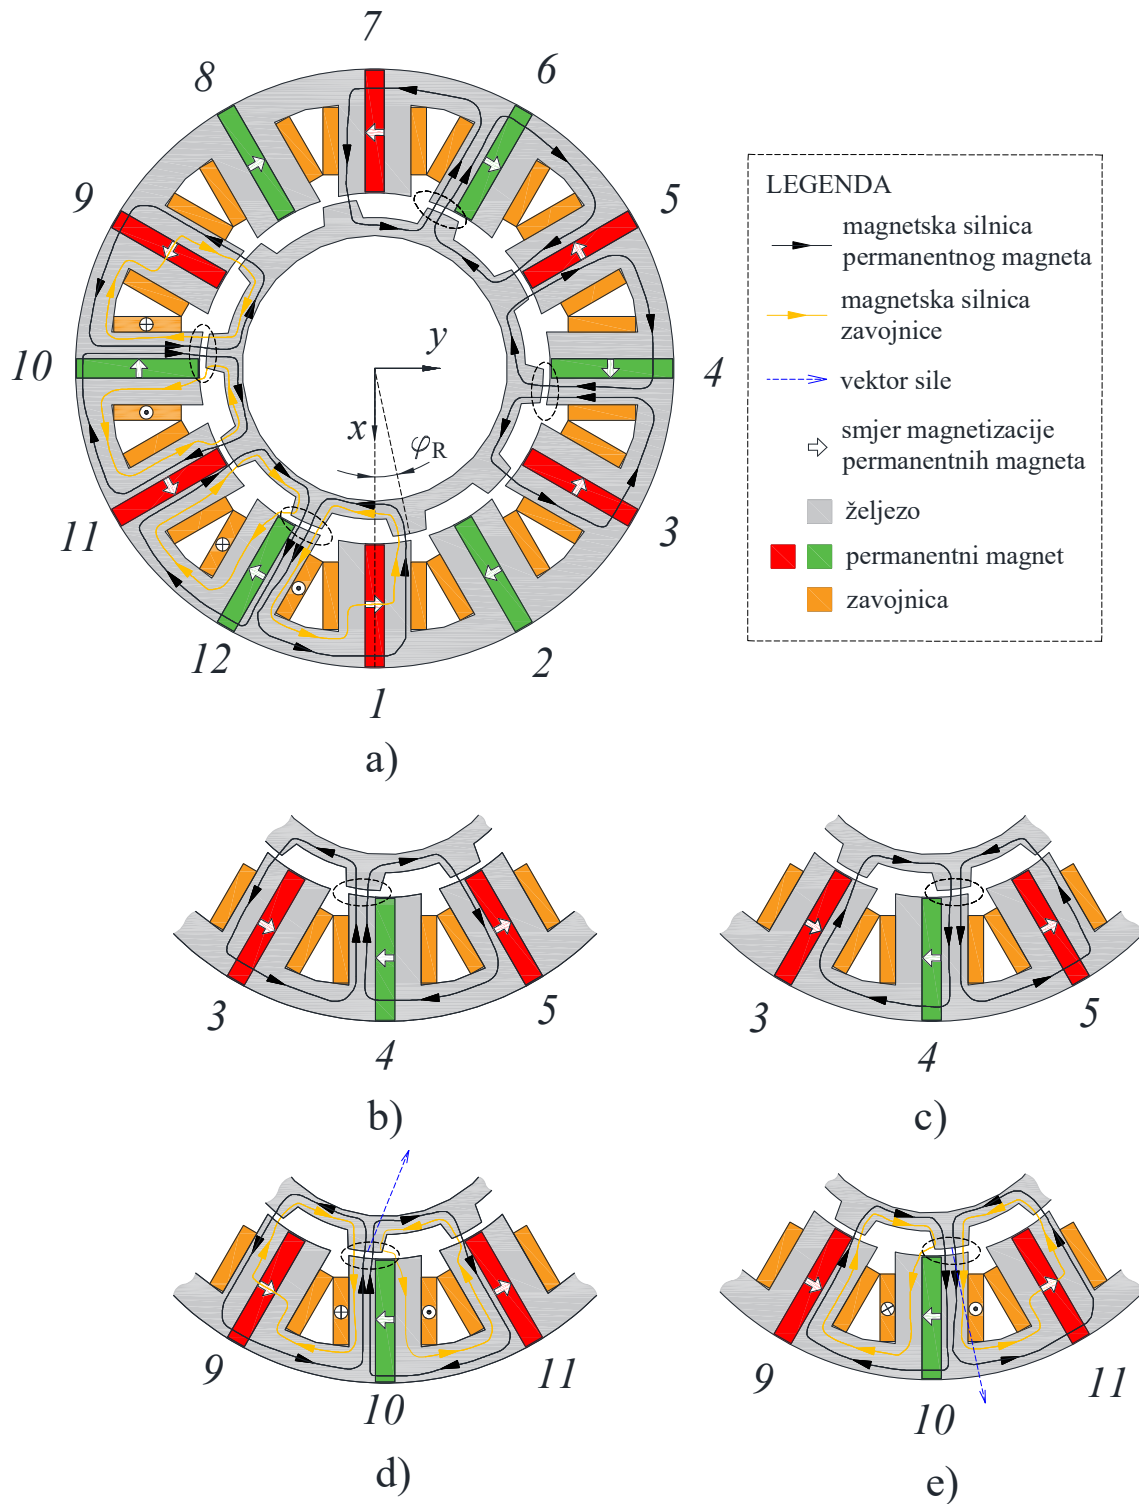 7
8
6
9
5
10
4
11
3
12
2
1
y
x
φR
a)
LEGENDA
magnetska silnica
permanentnog magneta
magnetska silnica
zavojnice
vektor sile
smjer magnetizacije
permanentnih magneta
željezo
permanentni magnet
zavojnica
3
4
5
b)
3
4
5
c)
9
10
11
d)
9
10
11
e)